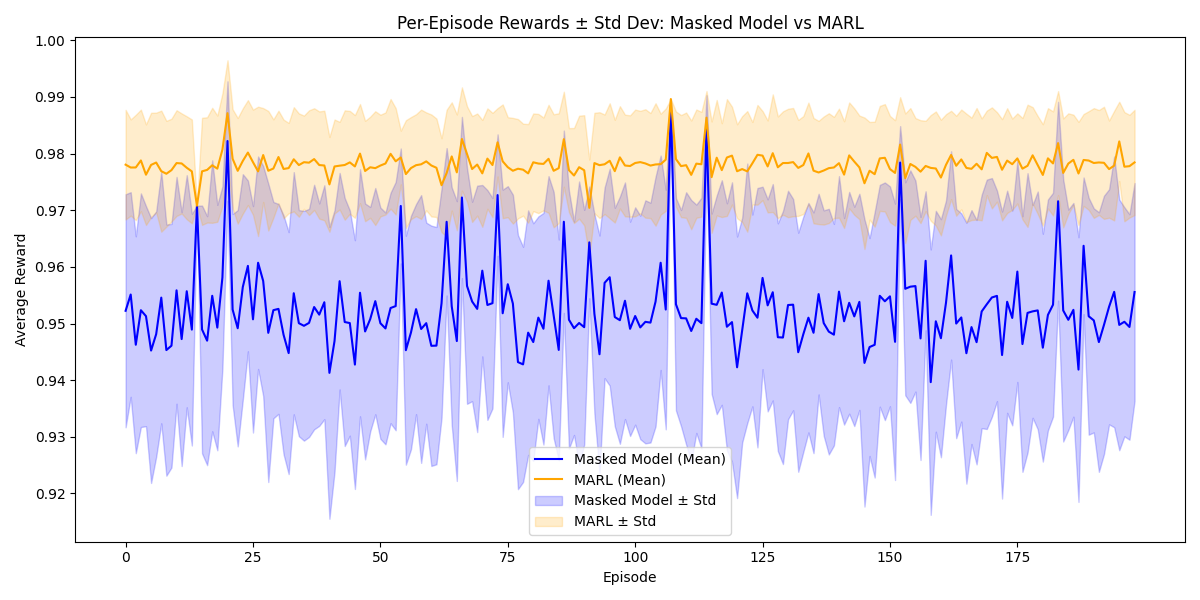 Per-Episode Rewards ± Std Dev: Masked Model vs MARL
Average Reward
1.00
0.99
0.98
0.97
0.96
0.95
0.94
0.93
0.92
Masked Model (Mean)
MARL (Mean)
Masked Model ± Std
MARL ± Std
0 25 50 75 100 125 150 175
Episode